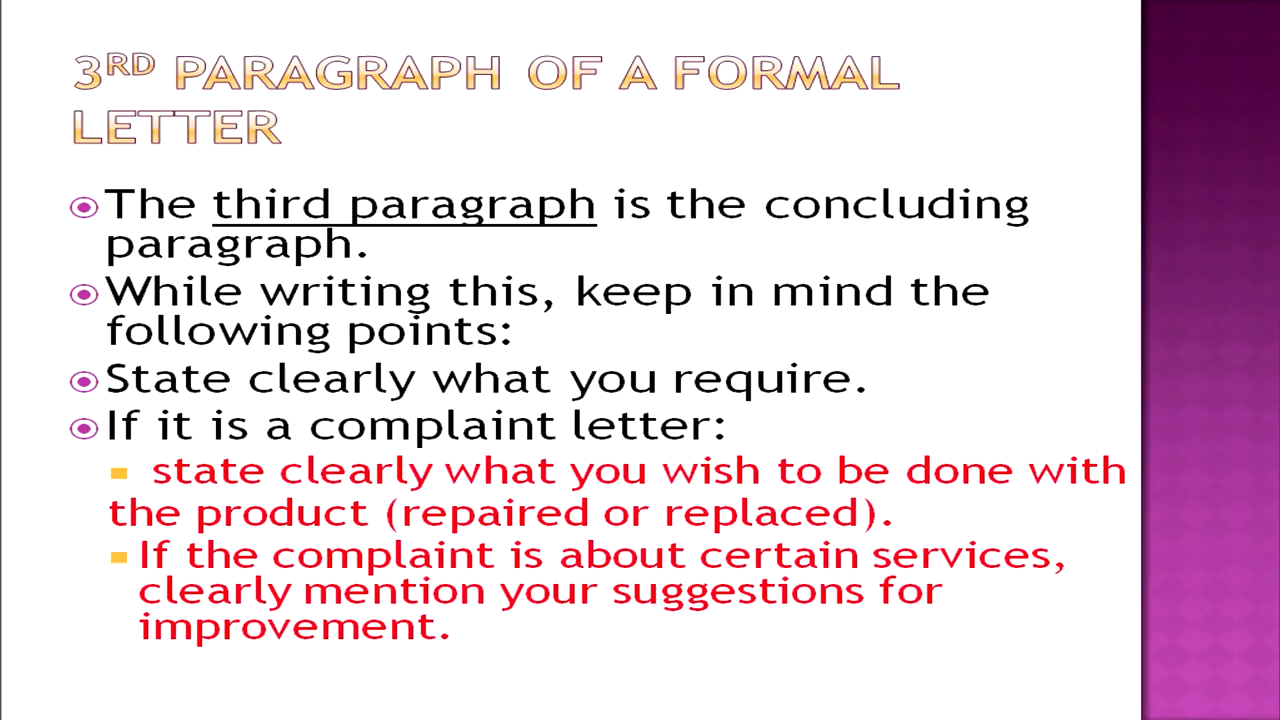 3RD PARAGRAPH OF A FORMAL
LETTER
The third paragraph is the concluding
paragraph.
While writing this, keep in mind the
following points:
State clearly what you require.
If it is a complaint letter:
state clearly what you wish to be done with
the product (repaired or replaced).
If the complaint is about certain services,
clearly mention your suggestions for
improvement.